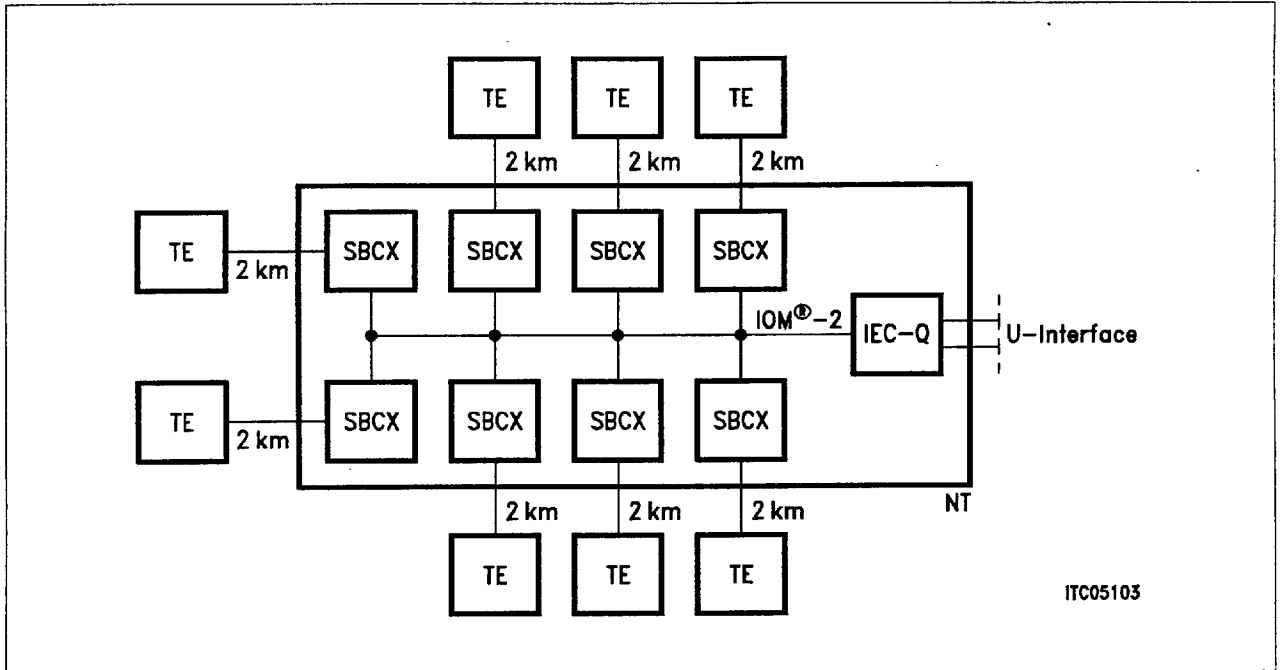 TE TE TE
2 km 2 km 2 km
TE SBCX SBCX SBCX SBCX
2 km
IOM®-2 IEC-Q U-Interface
TE SBCX SBCX SBCX SBCX
2 km
NT
2 km 2 km 2 km
TE TE TE
ITC05103